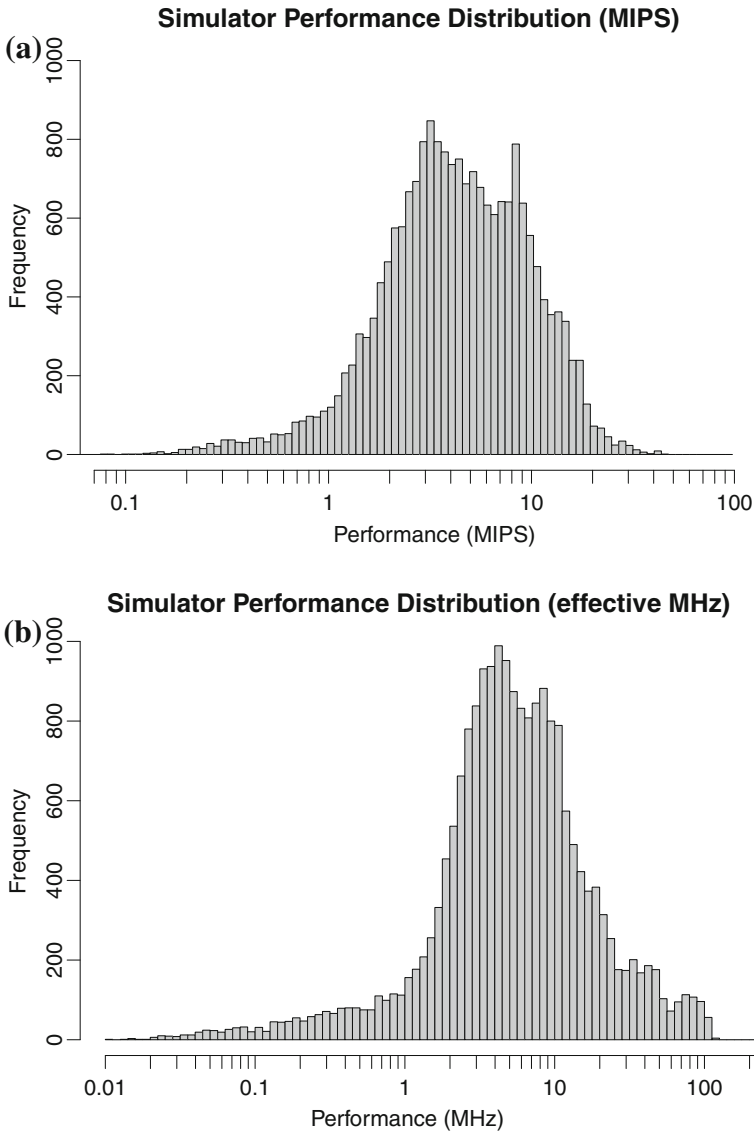 Simulator Performance Distribution (MIPS)
(a)
1000
800
600
400
200
0
Frequency
0.1 1 10 100
Performance (MIPS)
Simulator Performance Distribution (effective MHz)
(b)
1000
800
600
400
200
0
Frequency
0.01 0.1 1 10 100
Performance (MHz)